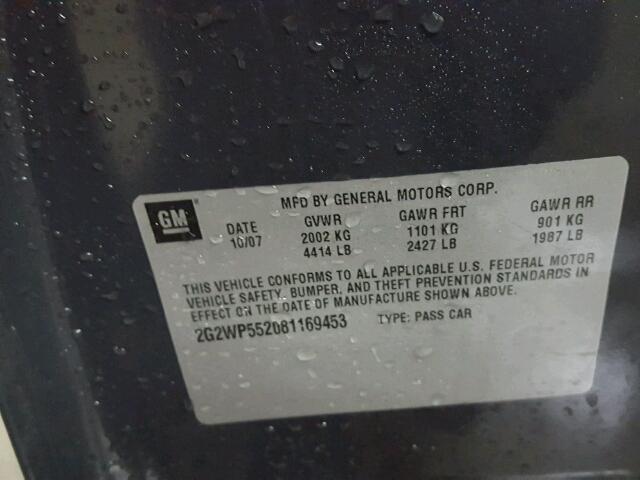 MFD BY GENERAL MOTORS CORP.
GM
DATE GVWR GAWR FRT GAWR RR
10/07 2002 KG 1101 KG 901 KG
4414 LB 2427 LB 1987 LB
THIS VEHICLE CONFORMS TO ALL APPLICABLE U.S. FEDERAL MOTOR
VEHICLE SAFETY, BUMPER, AND THEFT PREVENTION STANDARDS IN
EFFECT ON THE DATE OF MANUFACTURE SHOWN ABOVE.
2G2WP552081169453 TYPE: PASS CAR